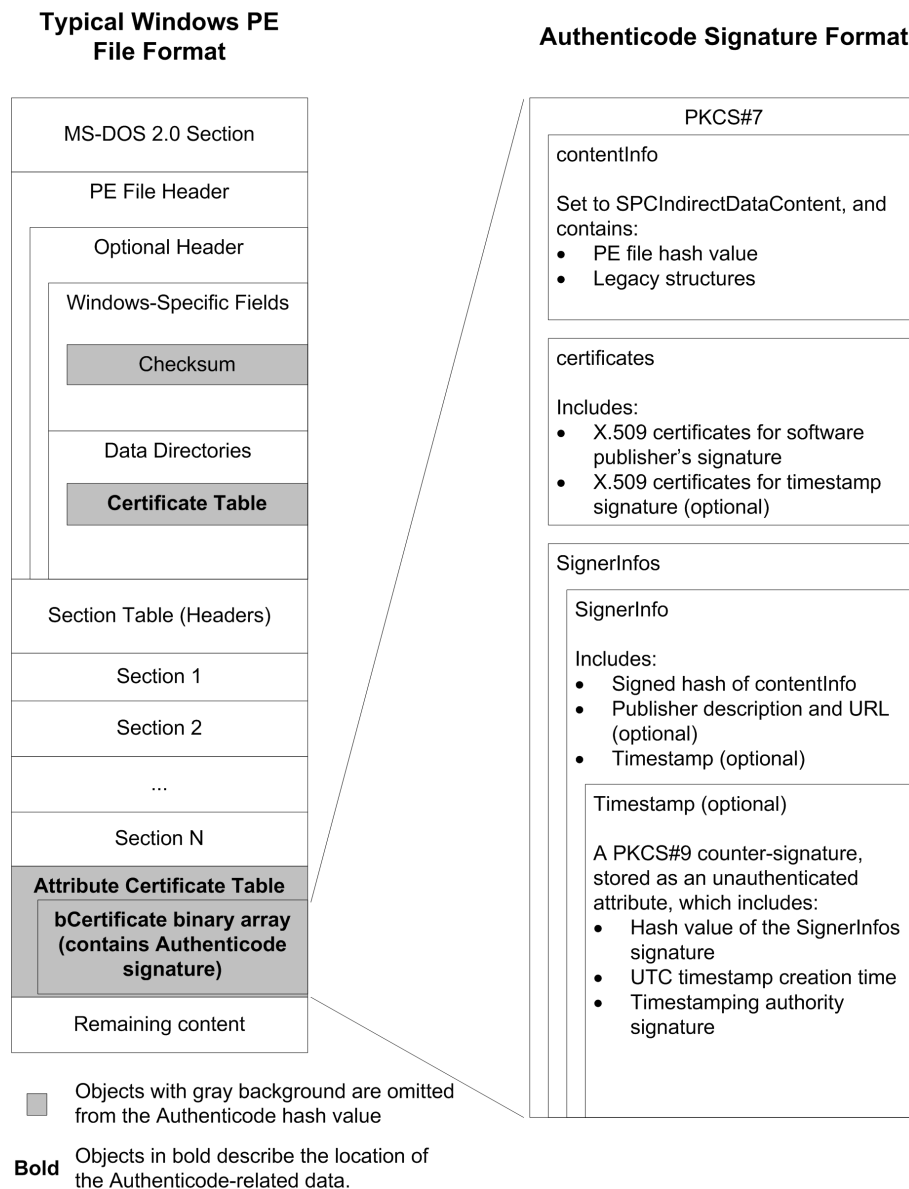 Typical Windows PE
File Format
MS-DOS 2.0 Section
PE File Header
Optional Header
Windows-Specific Fields
Checksum
Data Directories
Certificate Table
Section Table (Headers)
Section 1
Section 2
...
Section N
Attribute Certificate Table
bCertificate binary array
(contains Authenticode
signature)
Remaining content
Objects with gray background are omitted
from the Authenticode hash value
Bold
Objects in bold describe the location of
the Authenticode-related data.
Authenticode Signature Format
PKCS#7
contentInfo
Set to SPCIndirectDataContent, and
contains:
• PE file hash value
• Legacy structures
certificates
Includes:
• X.509 certificates for software
publisher’s signature
• X.509 certificates for timestamp
signature (optional)
SignerInfos
SignerInfo
Includes:
• Signed hash of contentInfo
• Publisher description and URL
(optional)
• Timestamp (optional)
Timestamp (optional)
A PKCS#9 counter-signature,
stored as an unauthenticated
attribute, which includes:
• Hash value of the SignerInfos
signature
• UTC timestamp creation time
• Timestamping authority
signature